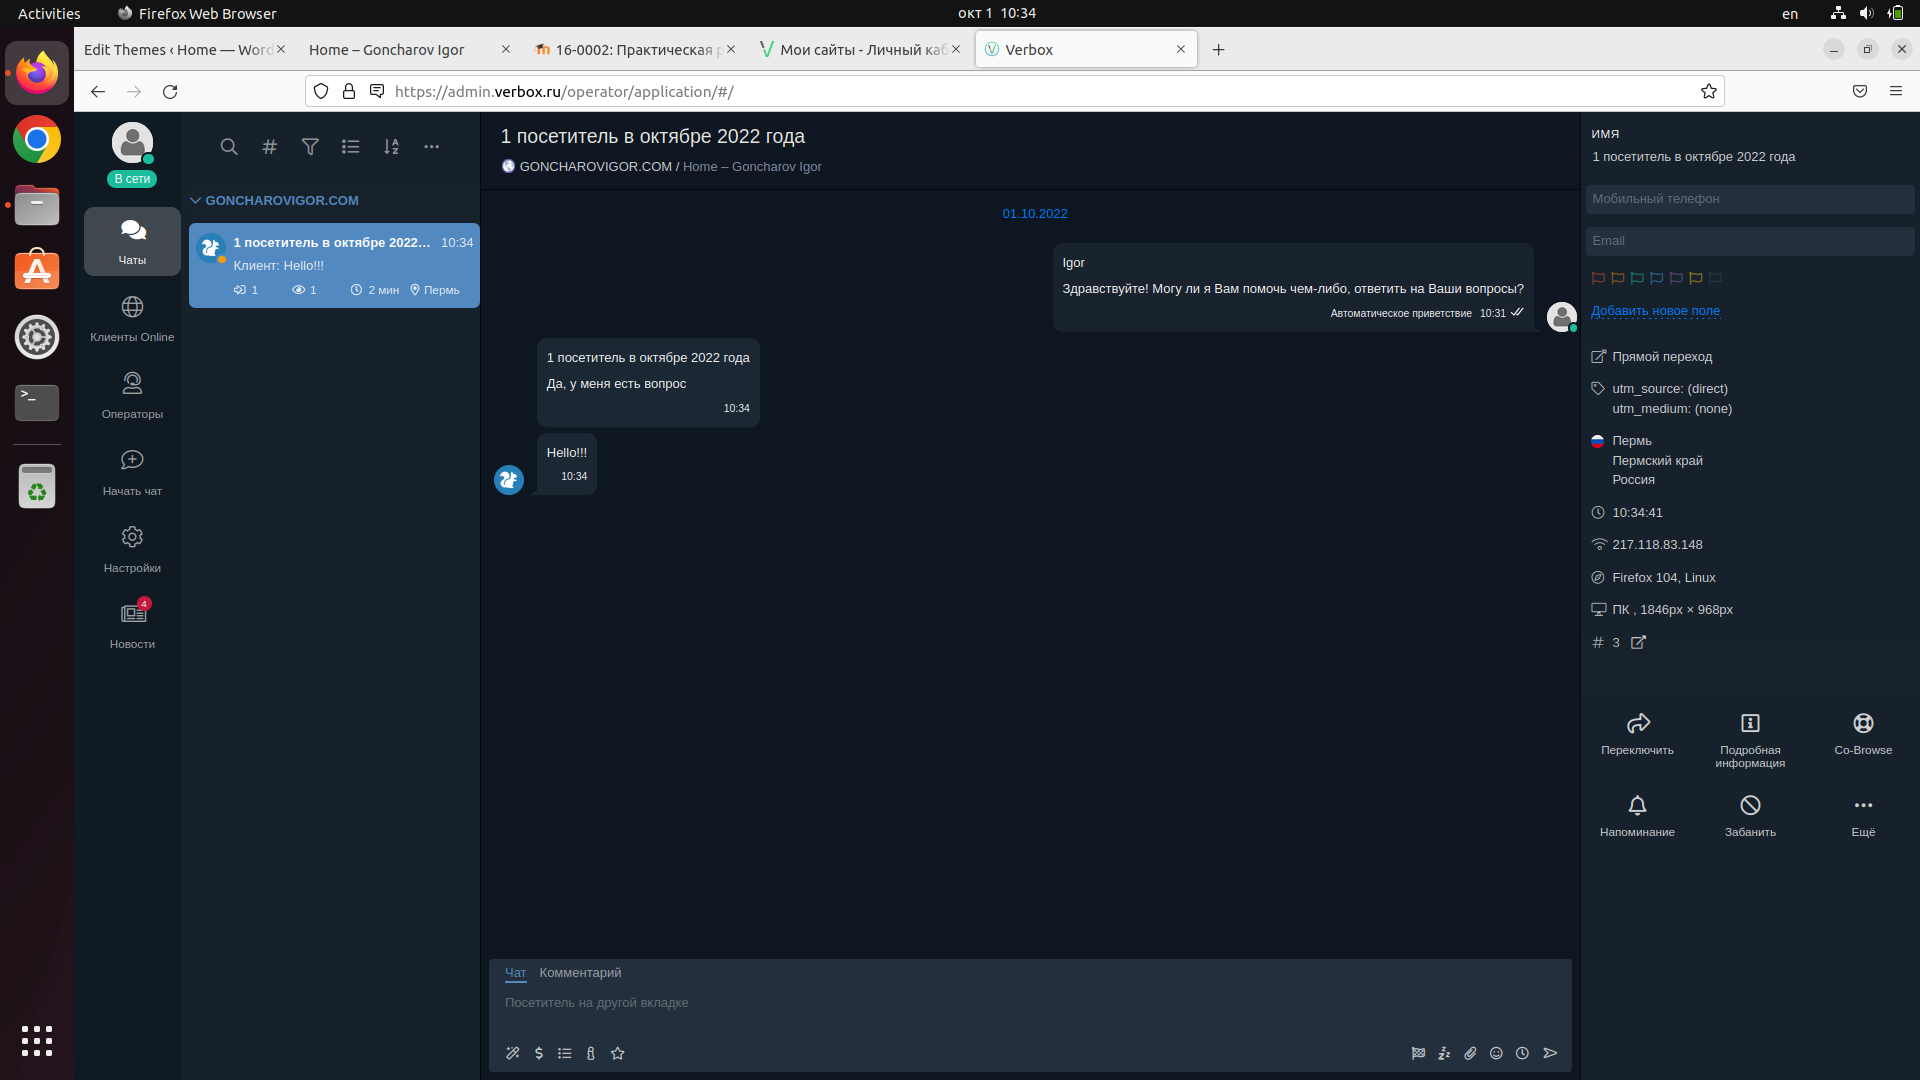 Activities
Firefox Web Browser
окт 1 10:34
en
Edit Themes ‹ Home — Word
Home – Goncharov Igor
16-0002: Практическая р
Мои сайты - Личный каб
Verbox
https://admin.verbox.ru/operator/application/#/
В сети
Чаты
Клиенты Online
Операторы
Начать чат
Настройки
4
Новости
GONCHAROVIGOR.COM
1 посетитель в октябре 2022... 10:34
Клиент: Hello!!!
1 1 2 мин Пермь
1 посетитель в октябре 2022 года
GONCHAROVIGOR.COM / Home – Goncharov Igor
01.10.2022
Igor
Здравствуйте! Могу ли я Вам помочь чем-либо, ответить на Ваши вопросы?
Автоматическое приветствие 10:31
1 посетитель в октябре 2022 года
Да, у меня есть вопрос
10:34
Hello!!!
10:34
Чат Комментарий
Посетитель на другой вкладке
ИМЯ
1 посетитель в октябре 2022 года
Мобильный телефон
Email
Добавить новое поле
Прямой переход
utm_source: (direct)
utm_medium: (none)
Пермь
Пермский край
Россия
10:34:41
217.118.83.148
Firefox 104, Linux
ПК , 1846px × 968px
# 3
Переключить
Подробная
информация
Co-Browse
Напоминание
Забанить
Ещё